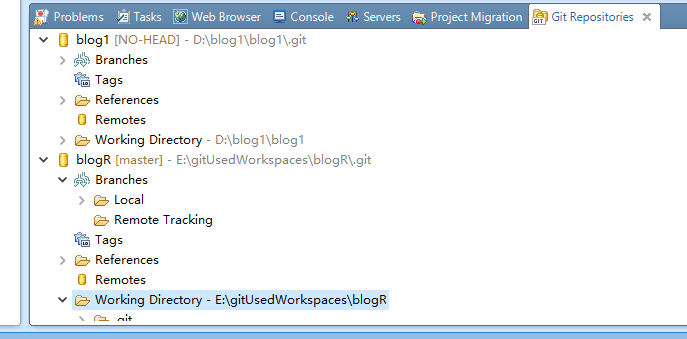 Problems Tasks Web Browser Console Servers Project Migration Git Repositories
blog1 [NO-HEAD] - D:\blog1\blog1\.git
Branches
Tags
References
Remotes
Working Directory - D:\blog1\blog1
blogR [master] - E:\gitUsedWorkspaces\blogR\.git
Branches
Local
Remote Tracking
Tags
References
Remotes
Working Directory - E:\gitUsedWorkspaces\blogR
.git